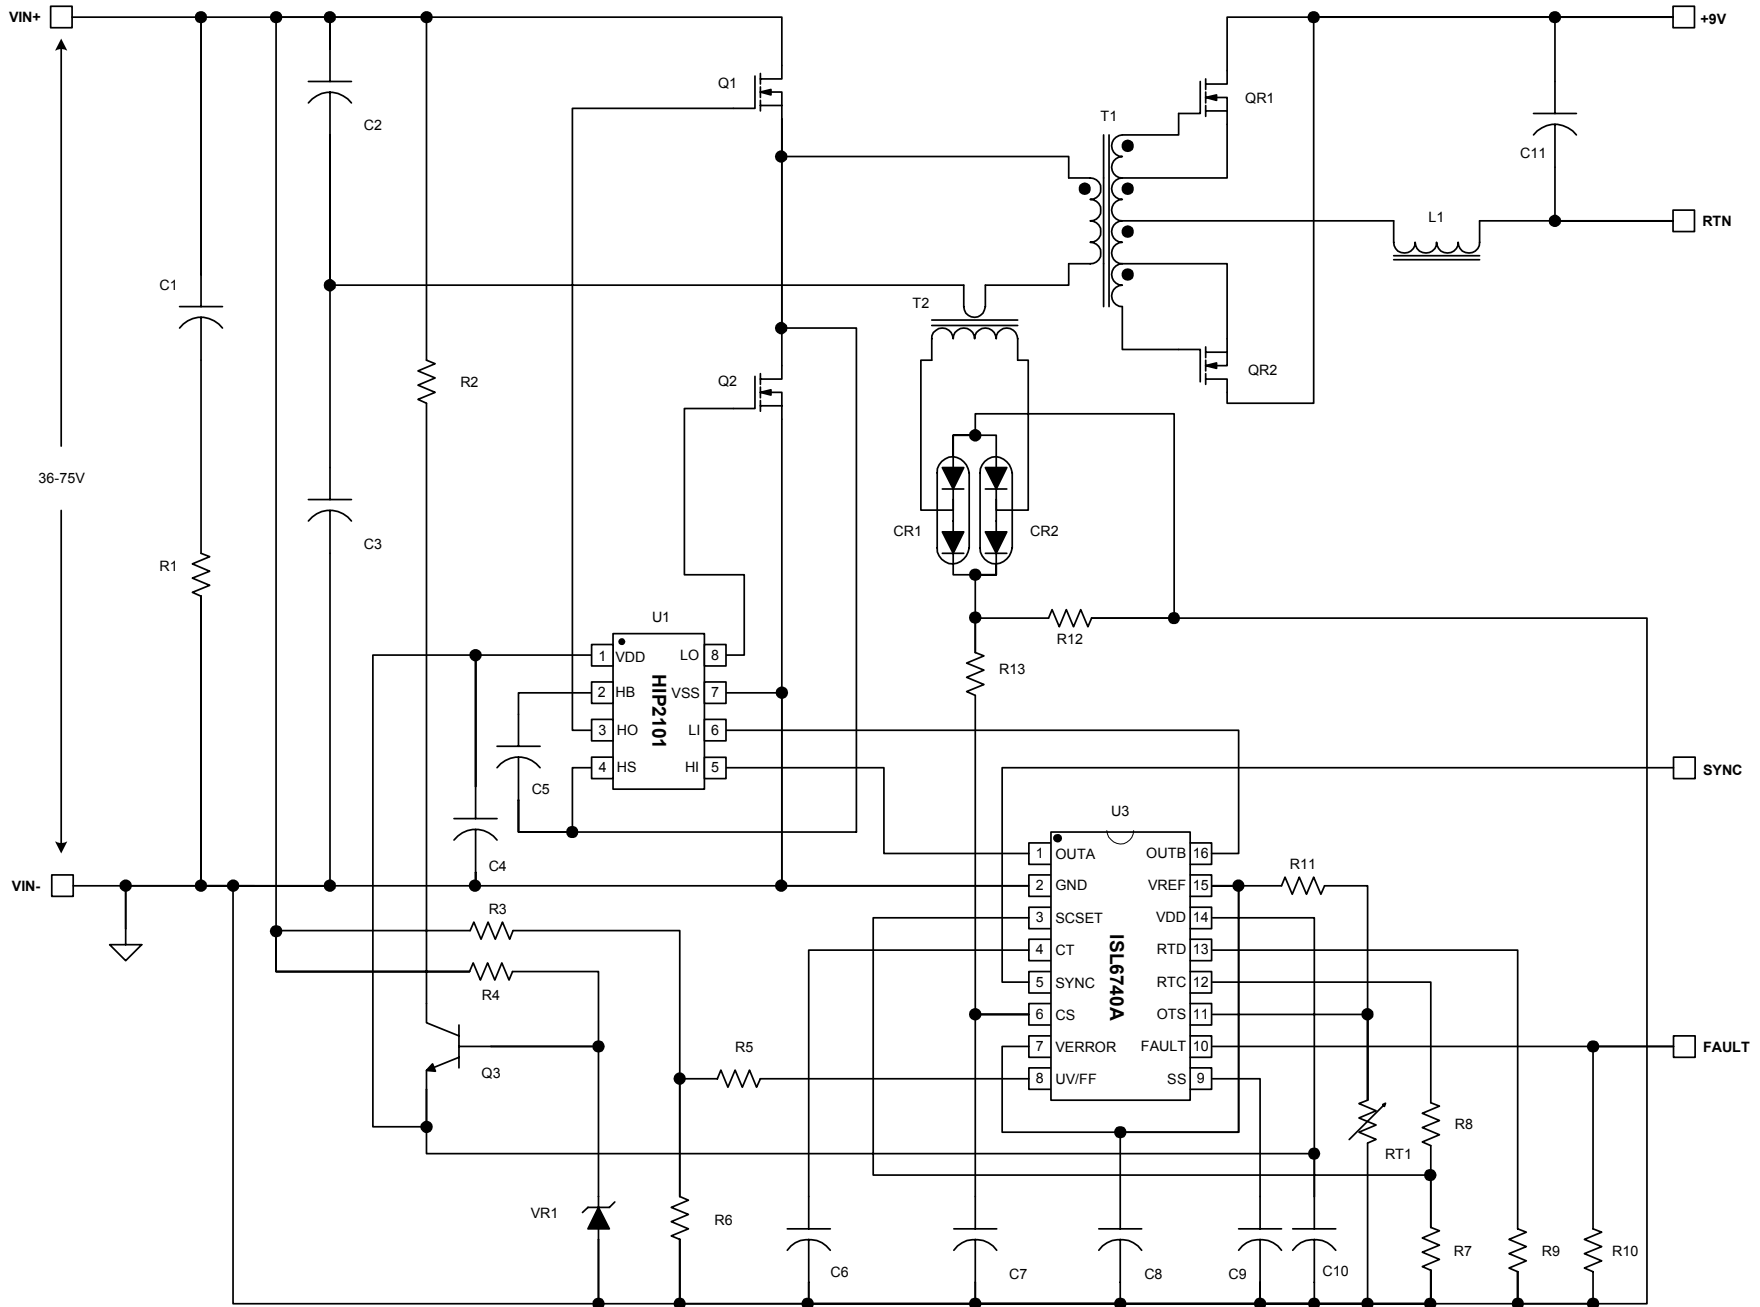 VIN+
+9V
Q1
QR1
C2
T1
C11
L1
RTN
C1
T2
R2
Q2
QR2
36-75V
CR1
CR2
C3
R1
U1
R12
R13
1 VDD
LO 8
2 HB
VSS 7
3 HO
LI 6
4 HS
HI 5
HIP2101
C5
SYNC
U3
C4
VIN-
1 OUTA
OUTB 16
2 GND
VREF 15
3 SCSET
VDD 14
4 CT
RTD 13
5 SYNC
RTC 12
6 CS
OTS 11
7 VERROR
FAULT 10
8 UV/FF
SS 9
ISL6740A
R11
R3
R4
R5
FAULT
Q3
R8
RT1
VR1
R6
C6
C7
C8
C9
C10
R7
R9
R10